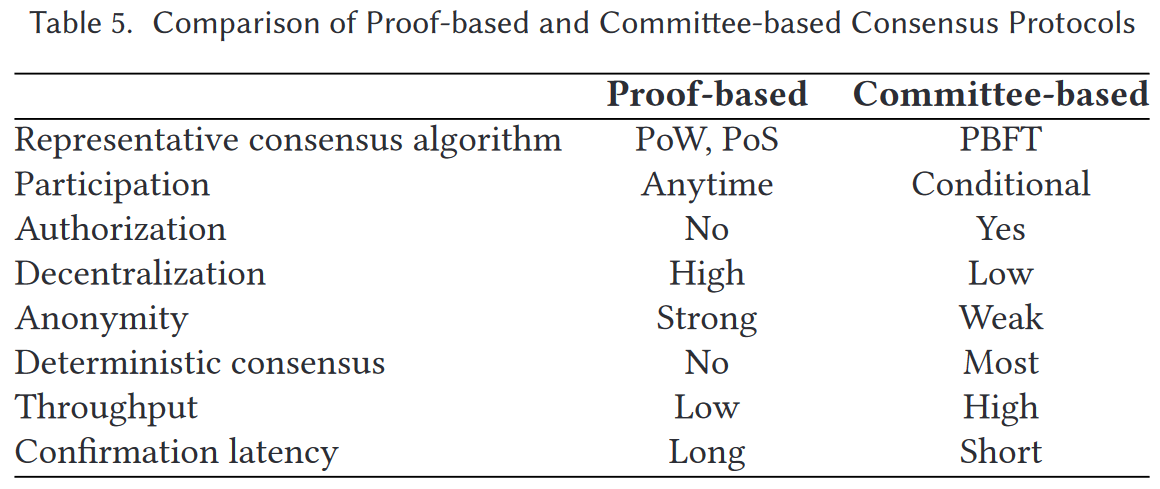 Table 5. Comparison of Proof-based and Committee-based Consensus Protocols
Proof-based Committee-based
Representative consensus algorithm PoW, PoS PBFT
Participation Anytime Conditional
Authorization No Yes
Decentralization High Low
Anonymity Strong Weak
Deterministic consensus No Most
Throughput Low High
Confirmation latency Long Short